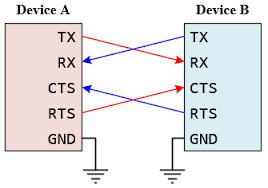 Device A
Device B
TX
TX
RX
RX
CTS
CTS
RTS
RTS
GND
GND